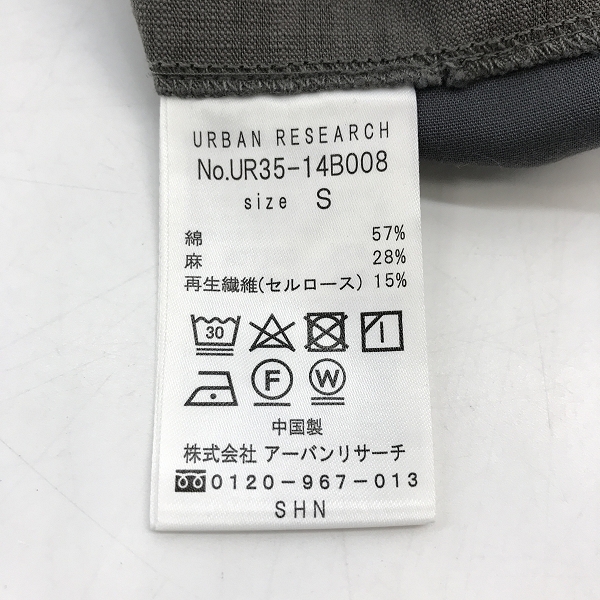 URBAN RESEARCH
No.UR35-14B008
size S
綿 57%
麻 28%
再生繊維(セルロース) 15%
30
F W
中国製
株式会社 アーバンリサーチ
0120-967-013
SHN